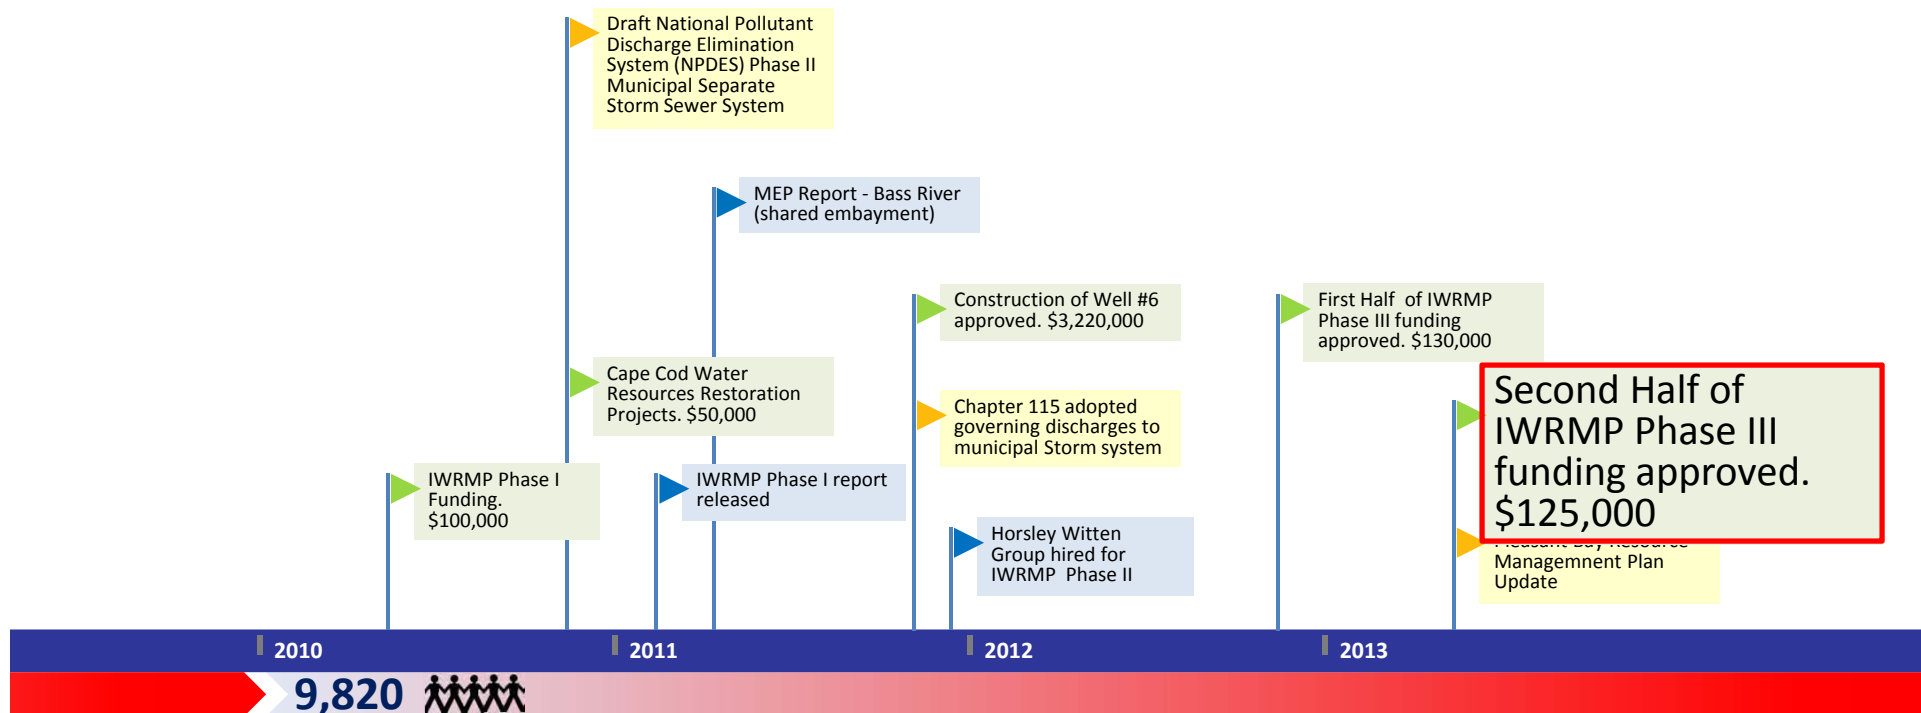 Draft National Pollutant
Discharge Elimination
System (NPDES) Phase II
Municipal Separate
Storm Sewer System
MEP Report - Bass River
(shared embayment)
Construction of Well #6
approved. $3,220,000
First Half of IWRMP
Phase III funding
approved. $130,000
Cape Cod Water
Resources Restoration
Projects. $50,000
Chapter 115 adopted
governing discharges to
municipal Storm system
Second Half of
IWRMP Phase III
funding approved.
$125,000
IWRMP Phase I
Funding.
$100,000
IWRMP Phase I report
released
Horsley Witten
Group hired for
IWRMP Phase II
Pleasant Bay Resource
Managemnent Plan
Update
2010
2011
2012
2013
9,820